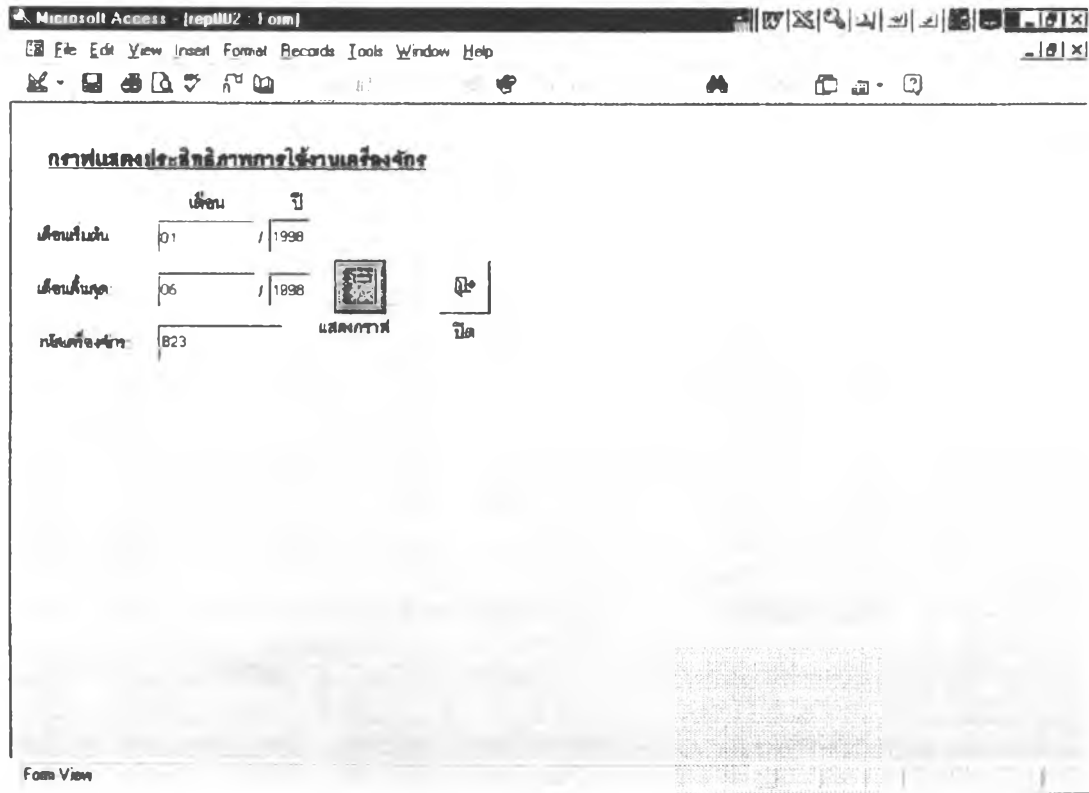 Microsoft Access - [rep002 : Form]
File Edit View Insert Format Records Tools Window Help
กราฟแสดงประสิทธิภาพการใช้งานเครื่องจักร
เดือน ปี
เดือนเริ่มต้น 01 / 1998
เดือนสิ้นสุด: 06 / 1998
รหัสเครื่องจักร: B23
แสดงกราฟ ปิด
Form View